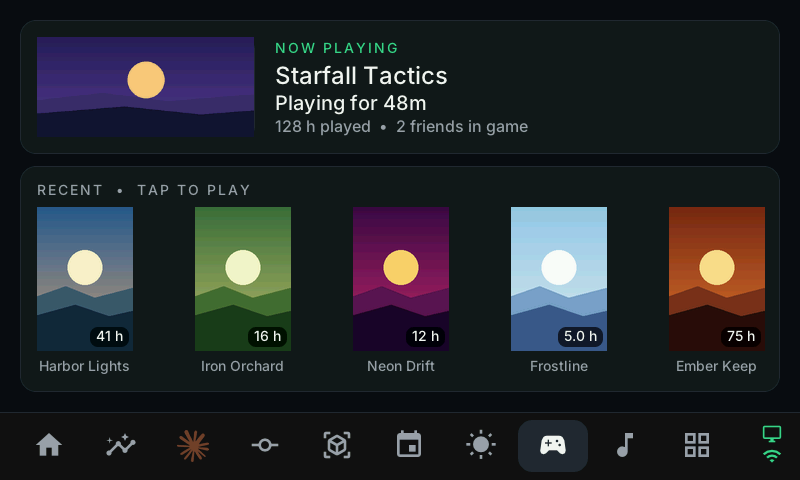 NOW PLAYING
Starfall Tactics
Playing for 48m
128 h played • 2 friends in game
RECENT • TAP TO PLAY
41 h
16 h
12 h
5.0 h
75 h
Harbor Lights
Iron Orchard
Neon Drift
Frostline
Ember Keep